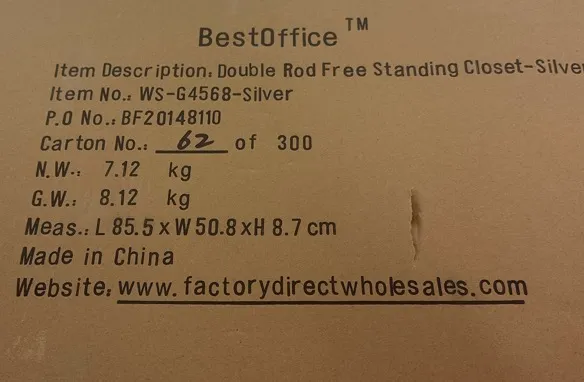 BestOffice™
Item Description: Double Rod Free Standing Closet-Silver
Item No.: WS-G4568-Silver
P.O No.: BF20148110
Carton No.: 62 of 300
N.W.: 7.12 kg
G.W.: 8.12 kg
Meas.: L 85.5 x W 50.8 x H 8.7 cm
Made in China
Website: www.factorydirectwholesales.com